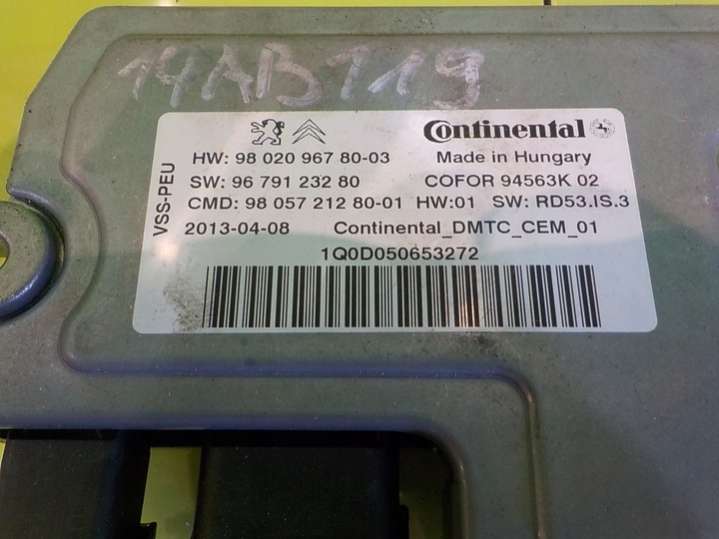 14AB119
Continental
HW: 98 020 967 80-03 Made in Hungary
SW: 96 791 232 80 COFOR 94563K 02
CMD: 98 057 212 80-01 HW:01 SW: RD53.IS.3
2013-04-08 Continental_DMTC_CEM_01
1Q0D050653272
VSS-PEU